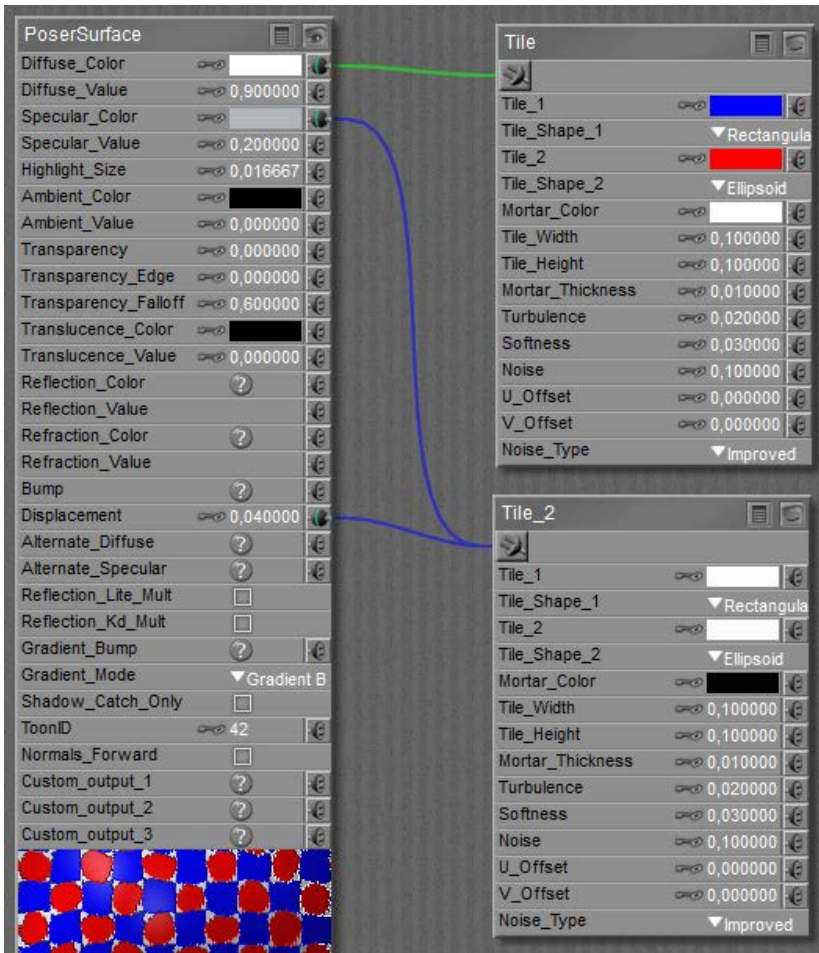 PoserSurface
Diffuse_Color
Diffuse_Value 0,900000
Specular_Color
Specular_Value 0,200000
Highlight_Size 0,016667
Ambient_Color
Ambient_Value 0,000000
Transparency 0,000000
Transparency_Edge 0,000000
Transparency_Falloff 0,600000
Translucence_Color
Translucence_Value 0,000000
Reflection_Color ?
Reflection_Value
Refraction_Color ?
Refraction_Value
Bump ?
Displacement 0,040000
Alternate_Diffuse ?
Alternate_Specular ?
Reflection_Lite_Mult
Reflection_Kd_Mult
Gradient_Bump ?
Gradient_Mode Gradient B
Shadow_Catch_Only
ToonID 42
Normals_Forward
Custom_output_1 ?
Custom_output_2 ?
Custom_output_3 ?
Tile
Tile_1
Tile_Shape_1 Rectangula
Tile_2
Tile_Shape_2 Ellipsoid
Mortar_Color
Tile_Width 0,100000
Tile_Height 0,100000
Mortar_Thickness 0,010000
Turbulence 0,020000
Softness 0,030000
Noise 0,100000
U_Offset 0,000000
V_Offset 0,000000
Noise_Type Improved
Tile_2
Tile_1
Tile_Shape_1 Rectangula
Tile_2
Tile_Shape_2 Ellipsoid
Mortar_Color
Tile_Width 0,100000
Tile_Height 0,100000
Mortar_Thickness 0,010000
Turbulence 0,020000
Softness 0,030000
Noise 0,100000
U_Offset 0,000000
V_Offset 0,000000
Noise_Type Improved